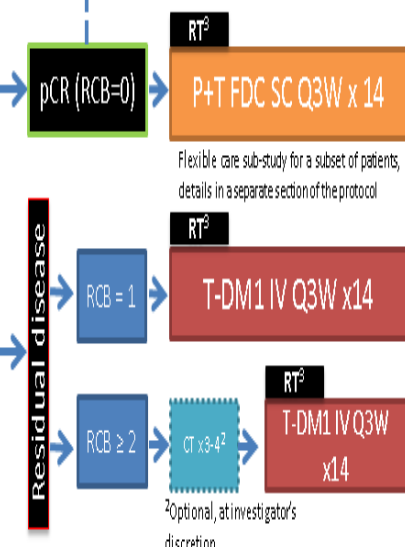 RT³
pCR (RCB=0)
P+T FDC SC Q3W x 14
Flexible care sub-study for a subset of patients,
details in a separate section of the protocol
RT³
Residual disease
RCB = 1
T-DM1 IV Q3W x14
RT³
RCB ≥ 2
CT x3-4²
T-DM1 IV Q3W
x14
²Optional, at investigator's
discretion